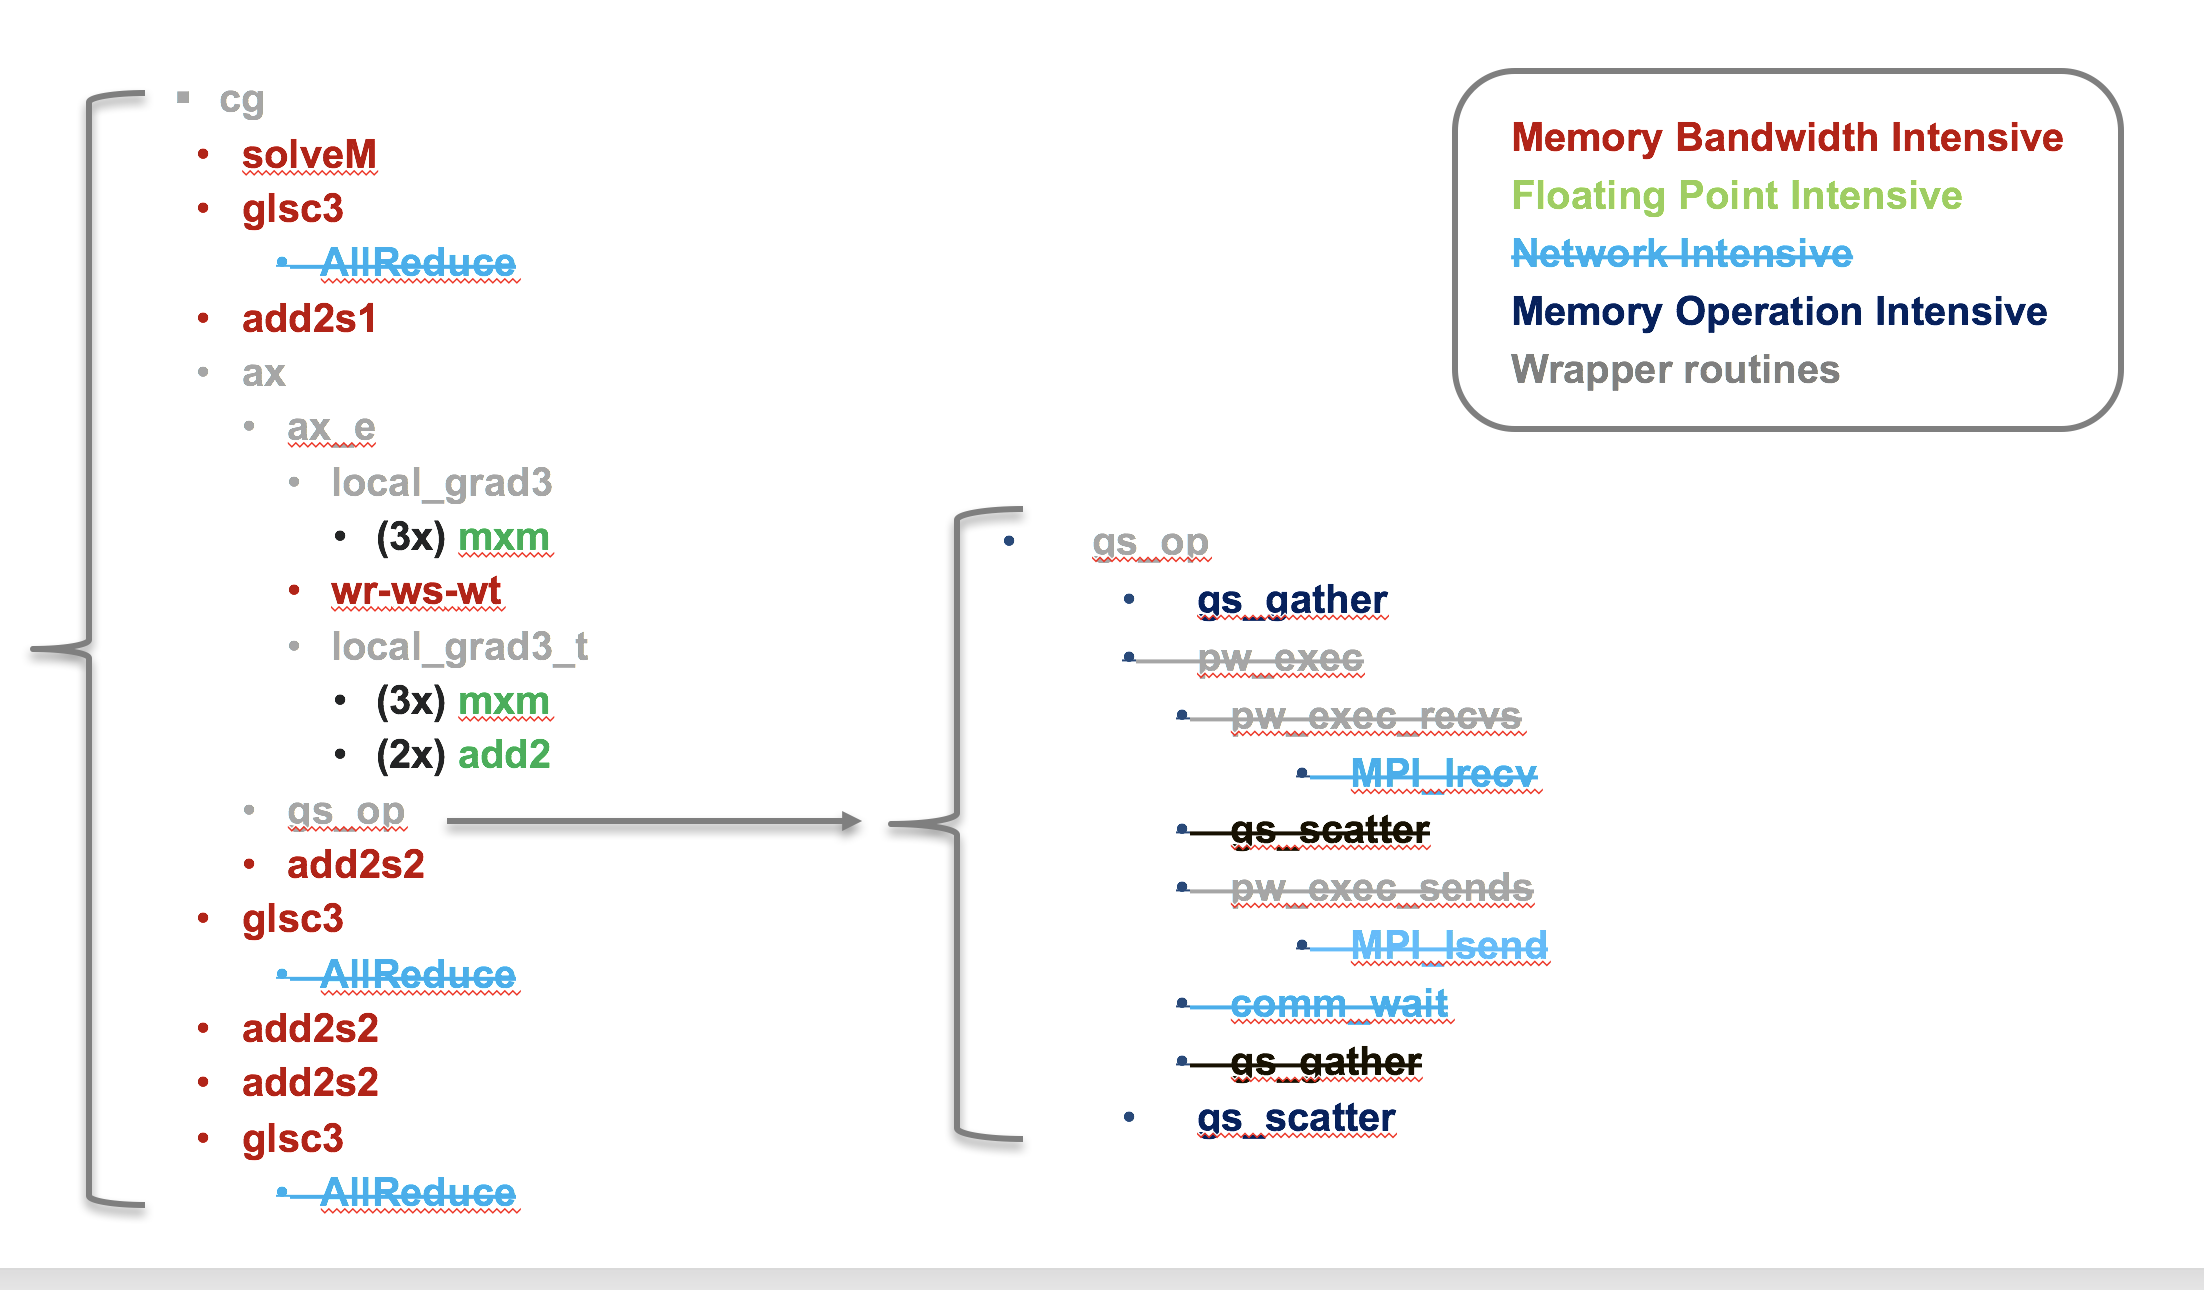 cg
solveM
glsc3
AllReduce
add2s1
ax
ax_e
local_grad3
(3x) mxm
wr-ws-wt
local_grad3_t
(3x) mxm
(2x) add2
gs_op
add2s2
glsc3
AllReduce
add2s2
add2s2
glsc3
AllReduce
gs_op
gs_gather
pw_exec
pw_exec_recvs
MPI_Irecv
gs_scatter
pw_exec_sends
MPI_Isend
comm_wait
gs_gather
gs_scatter
Memory Bandwidth Intensive
Floating Point Intensive
Network Intensive
Memory Operation Intensive
Wrapper routines